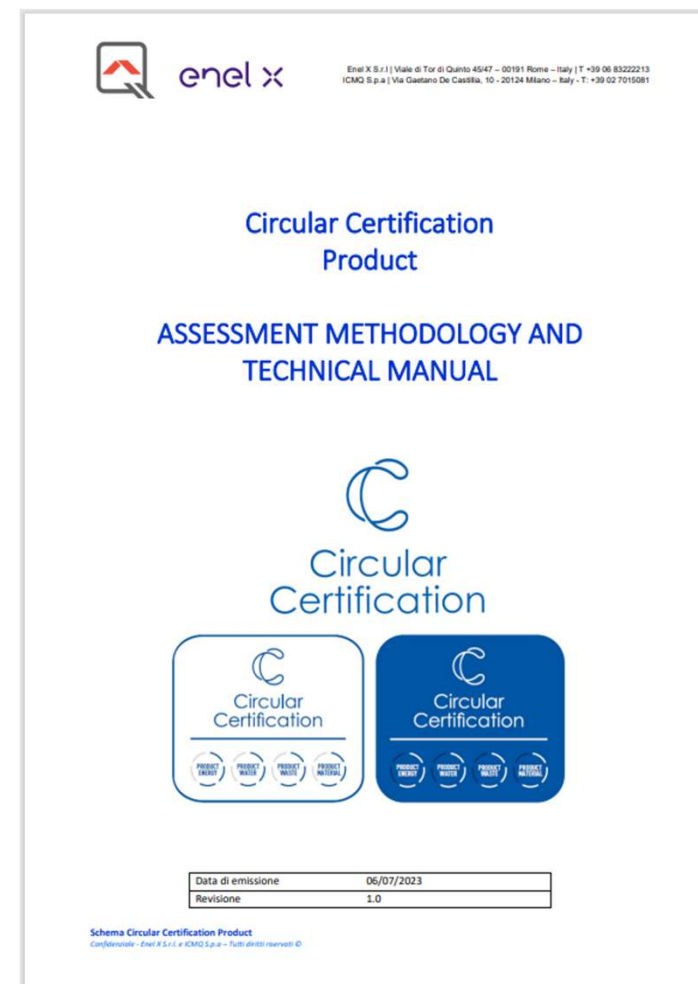 enel x
Enel X S.r.l | Viale di Tor di Quinto 45/47 – 00191 Rome – Italy | T +39 06 83222213
ICMQ S.p.a | Via Gaetano De Castilia, 10 - 20124 Milano – Italy - T: +39 02 7015081
Circular Certification
Product
ASSESSMENT METHODOLOGY AND
TECHNICAL MANUAL
Circular
Certification
Circular
Certification
PRODUCT ENERGY
PRODUCT WATER
PRODUCT WASTE
PRODUCT MATERIAL
Circular
Certification
PRODUCT ENERGY
PRODUCT WATER
PRODUCT WASTE
PRODUCT MATERIAL
Data di emissione 06/07/2023
Revisione 1.0
Schema Circular Certification Product
Confidenziale - Enel X S.r.l. e ICMQ S.p.a – Tutti diritti riservati ©